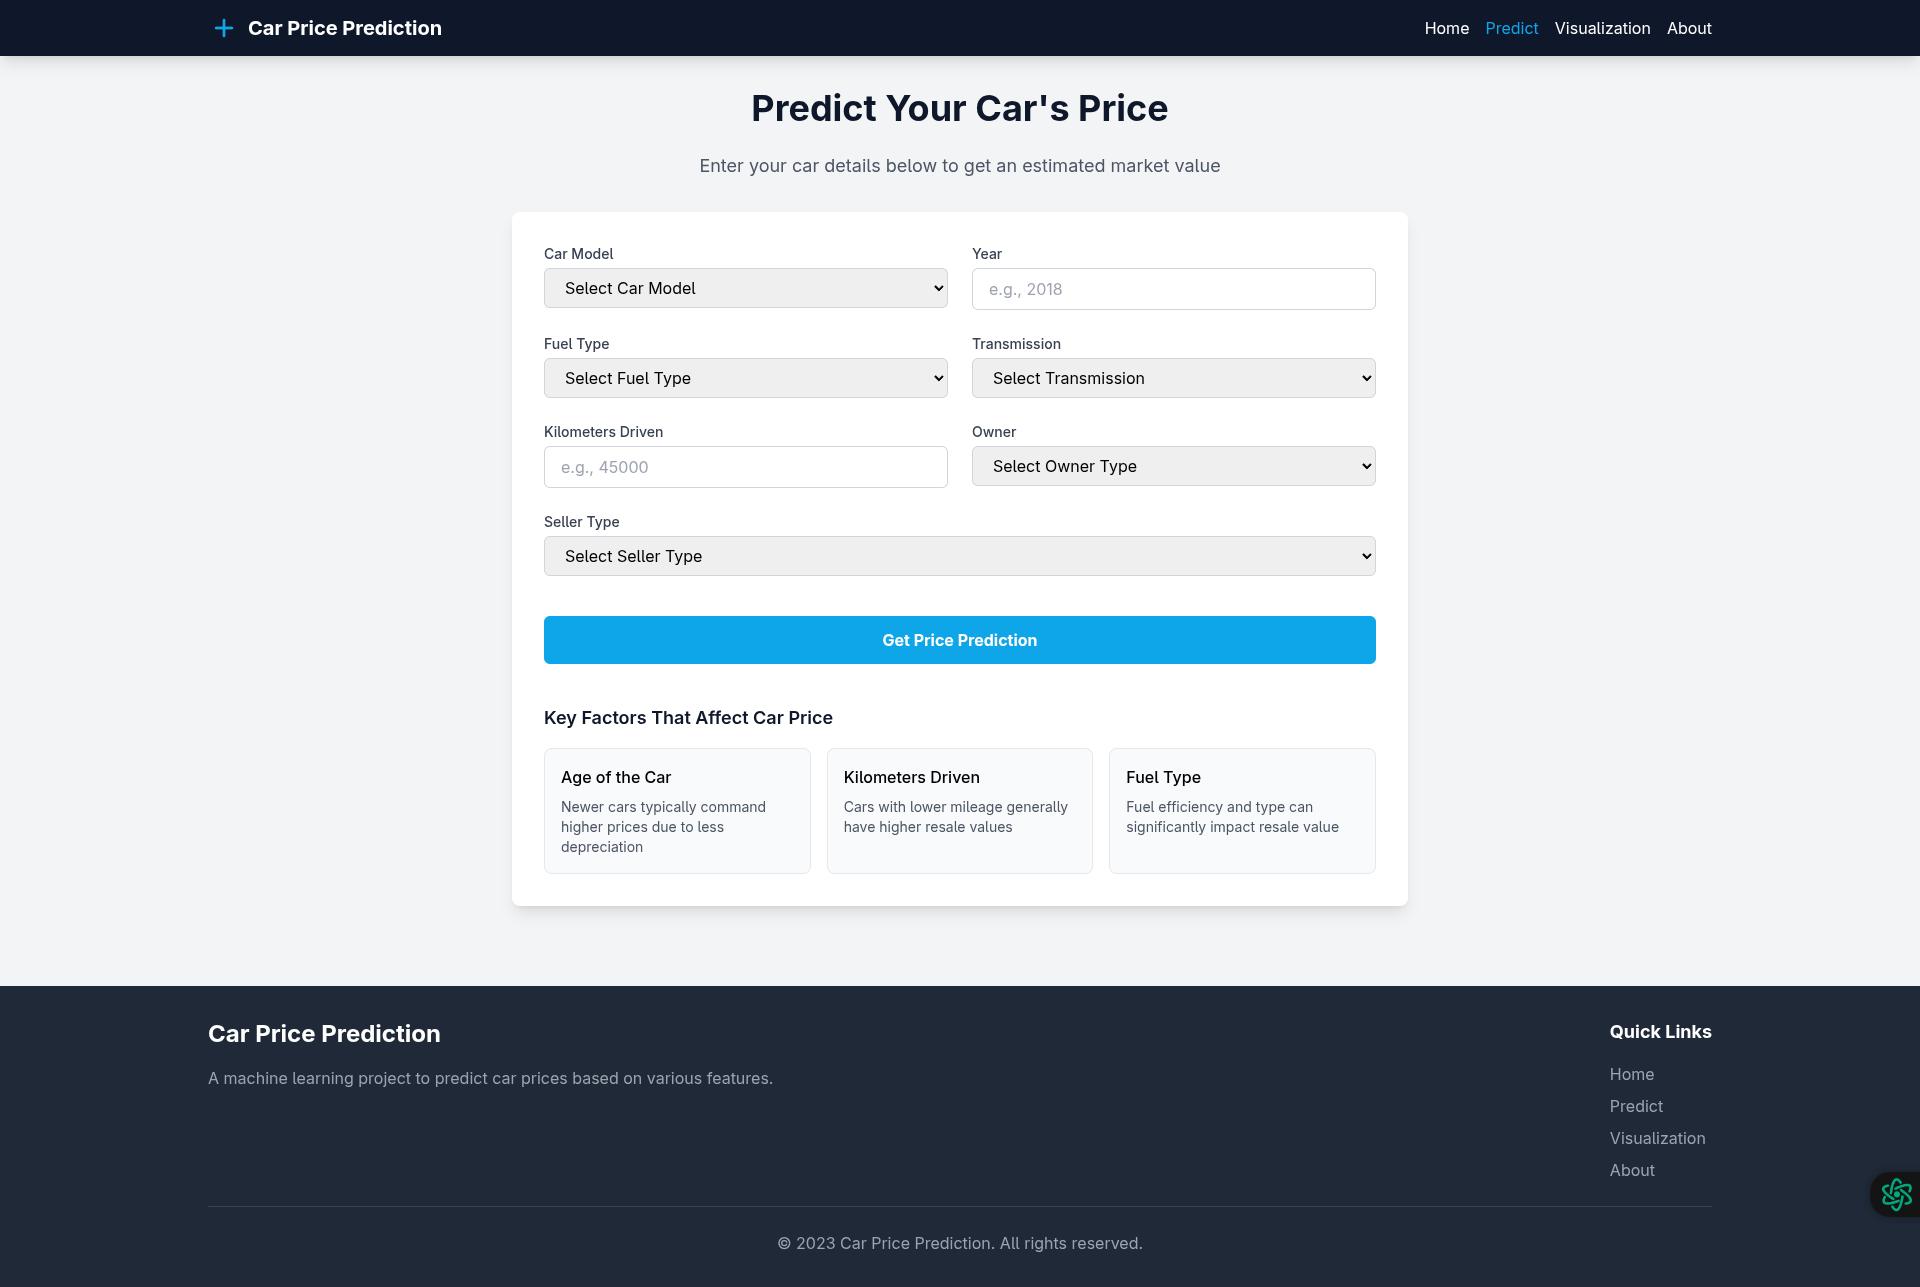 Car Price Prediction
Home Predict Visualization About
Predict Your Car's Price
Enter your car details below to get an estimated market value
Car Model
Select Car Model
Year
e.g., 2018
Fuel Type
Select Fuel Type
Transmission
Select Transmission
Kilometers Driven
e.g., 45000
Owner
Select Owner Type
Seller Type
Select Seller Type
Get Price Prediction
Key Factors That Affect Car Price
Age of the Car
Newer cars typically command
higher prices due to less
depreciation
Kilometers Driven
Cars with lower mileage generally
have higher resale values
Fuel Type
Fuel efficiency and type can
significantly impact resale value
Car Price Prediction
A machine learning project to predict car prices based on various features.
Quick Links
Home
Predict
Visualization
About
© 2023 Car Price Prediction. All rights reserved.